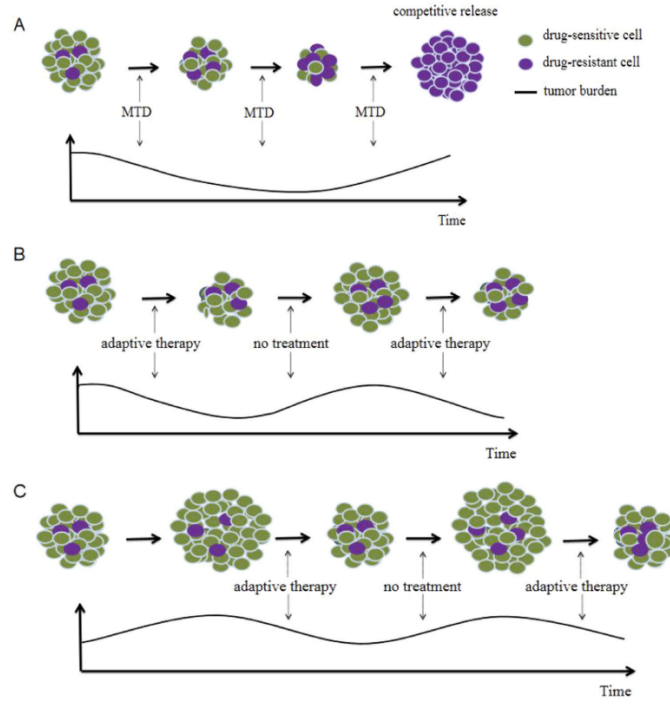 A
competitive release
drug-sensitive cell
drug-resistant cell
tumor burden
MTD
MTD
MTD
Time
B
adaptive therapy
no treatment
adaptive therapy
Time
C
adaptive therapy
no treatment
adaptive therapy
Time